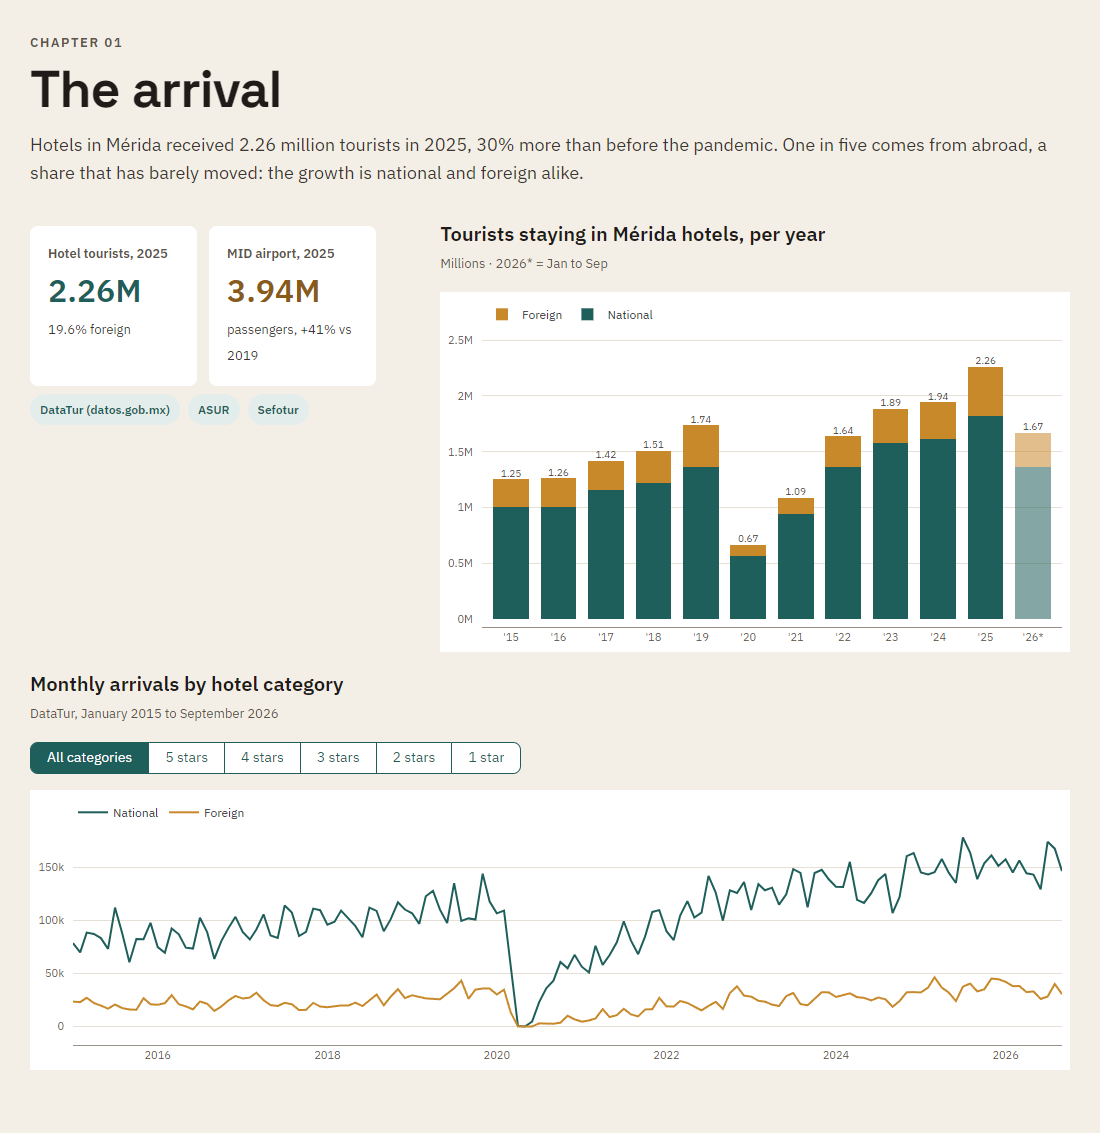 CHAPTER 01
The arrival
Hotels in Mérida received 2.26 million tourists in 2025, 30% more than before the pandemic. One in five comes from abroad, a
share that has barely moved: the growth is national and foreign alike.
Hotel tourists, 2025
2.26M
19.6% foreign
MID airport, 2025
3.94M
passengers, +41% vs
2019
DataTur (datos.gob.mx)
ASUR
Sefotur
Tourists staying in Mérida hotels, per year
Millions · 2026* = Jan to Sep
Foreign
National
2.5M
2M
1.5M
1M
0.5M
0M
1.25
1.26
1.42
1.51
1.74
0.67
1.09
1.64
1.89
1.94
2.26
1.67
'15
'16
'17
'18
'19
'20
'21
'22
'23
'24
'25
'26*
Monthly arrivals by hotel category
DataTur, January 2015 to September 2026
All categories
5 stars
4 stars
3 stars
2 stars
1 star
National
Foreign
150k
100k
50k
0
2016
2018
2020
2022
2024
2026